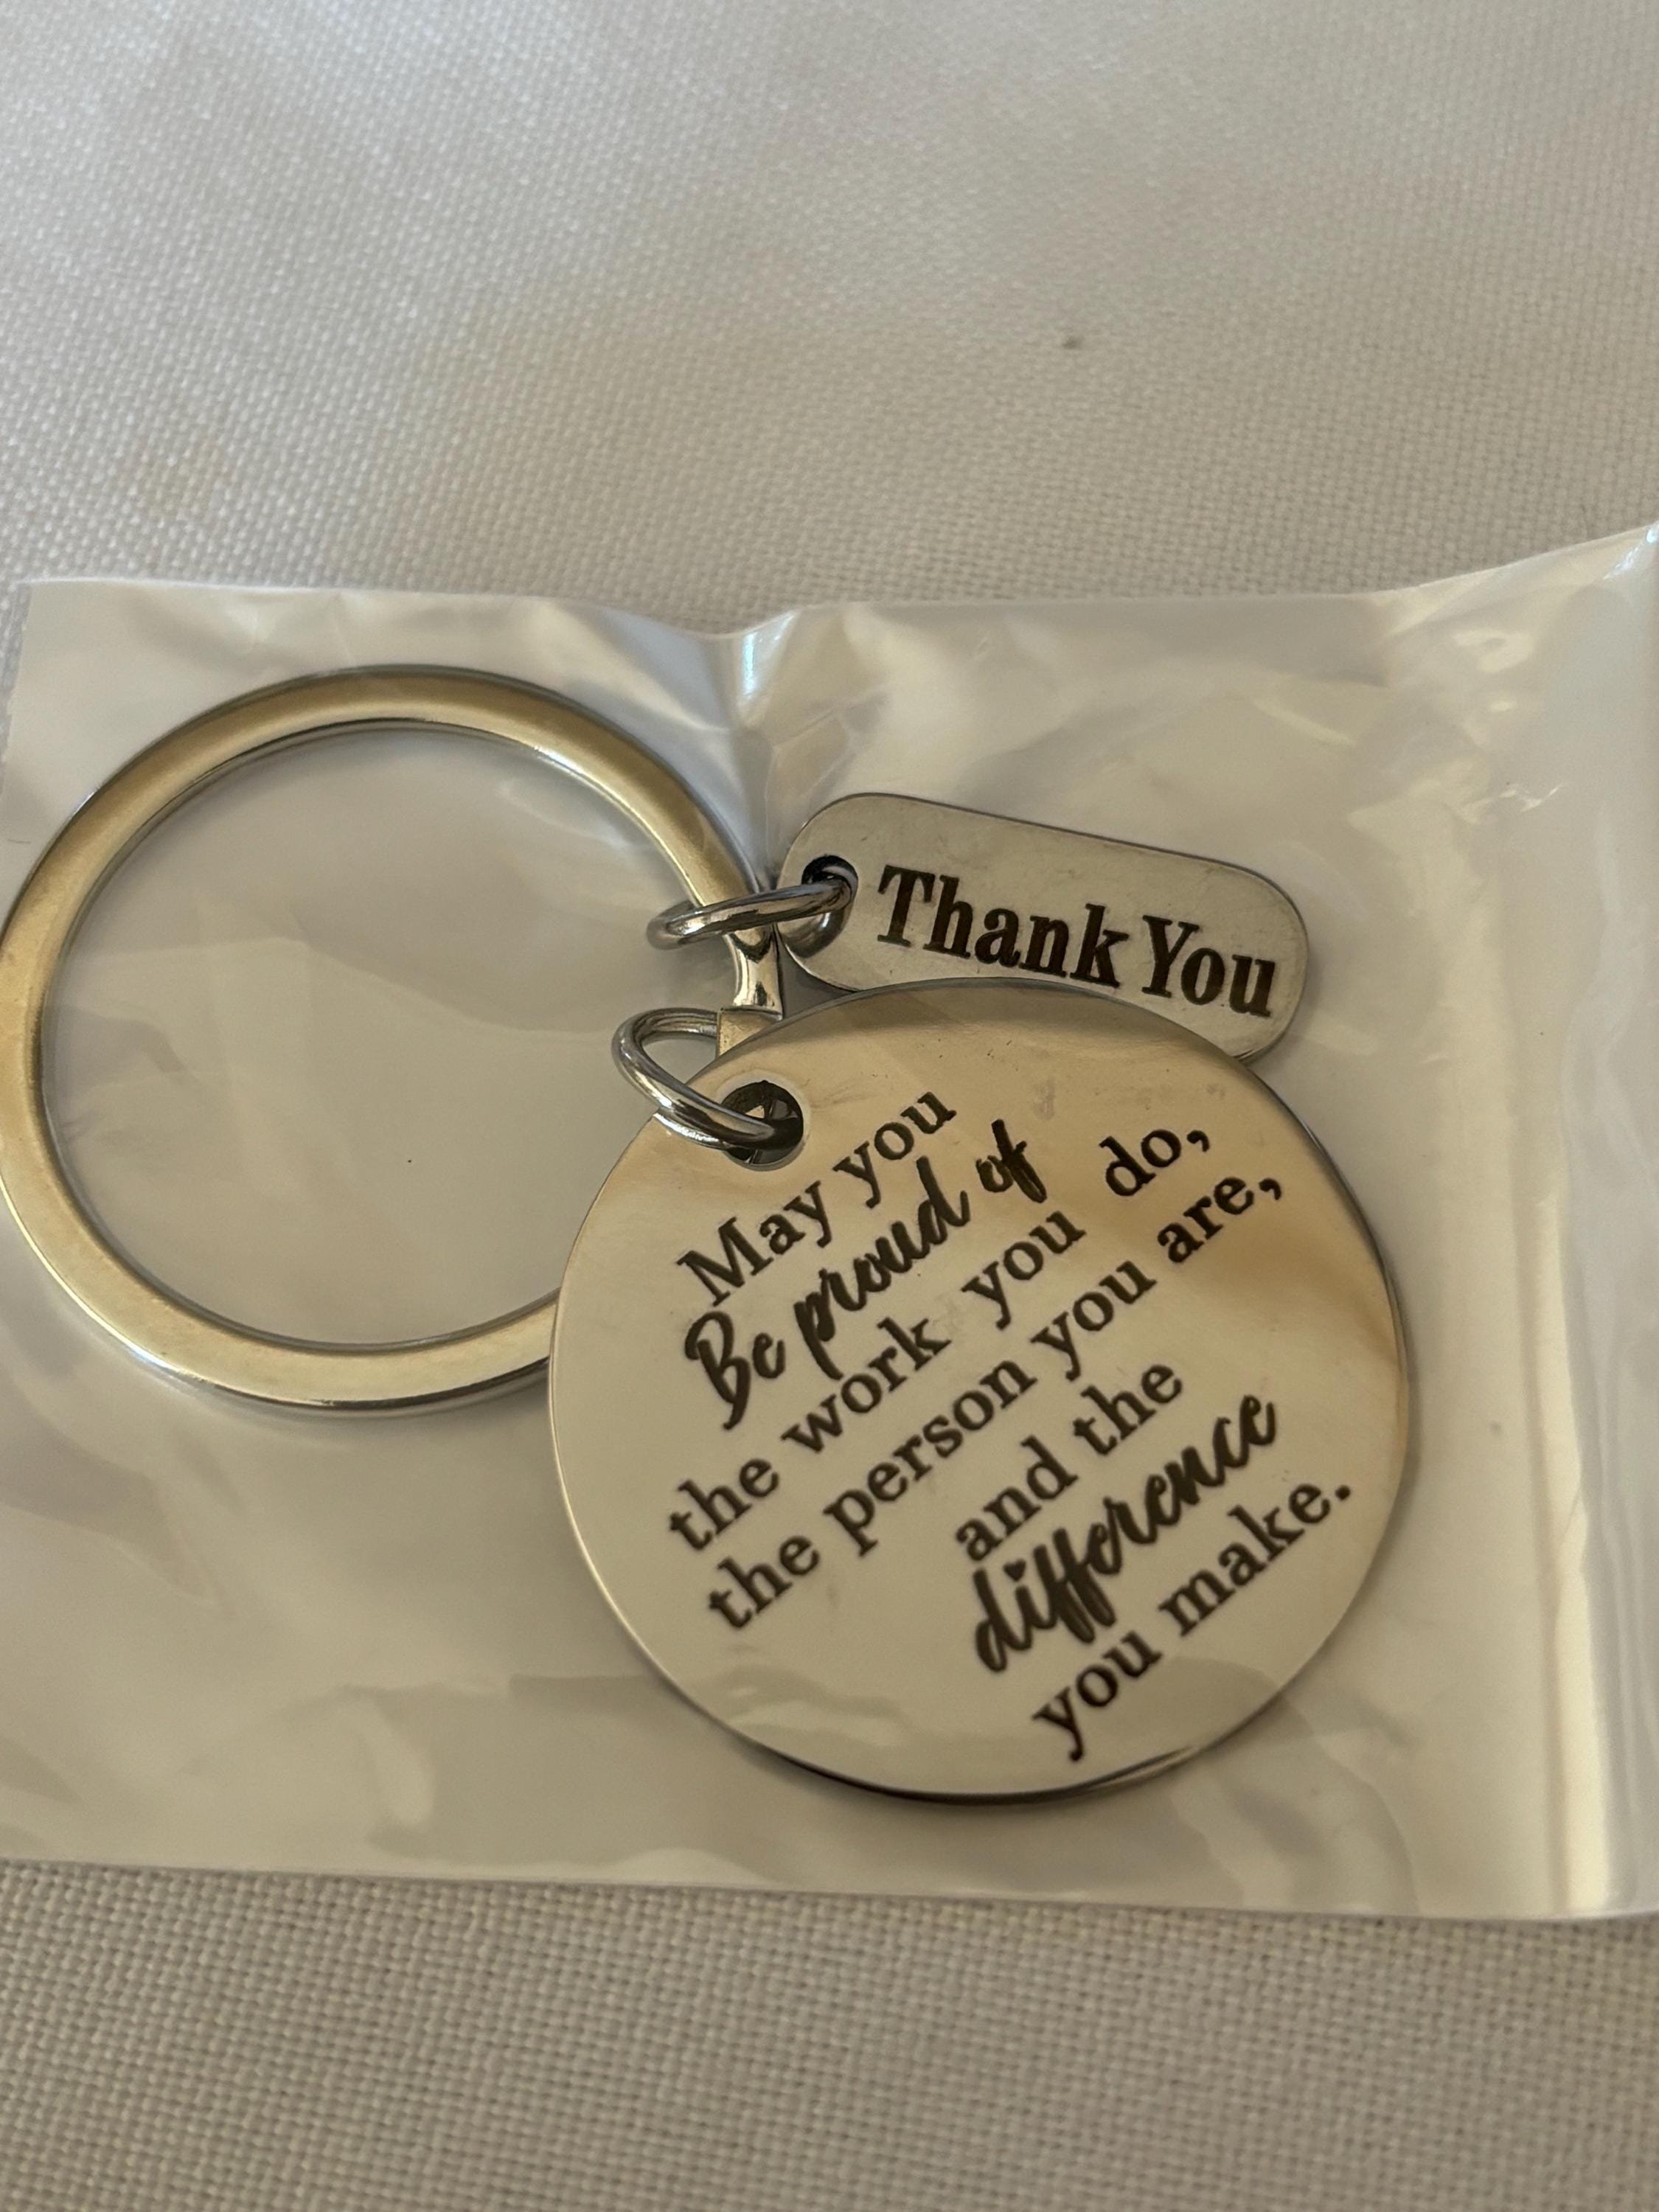 Thank You
May you
Be proud of
the work you do,
the person you are,
and the
difference
you make.